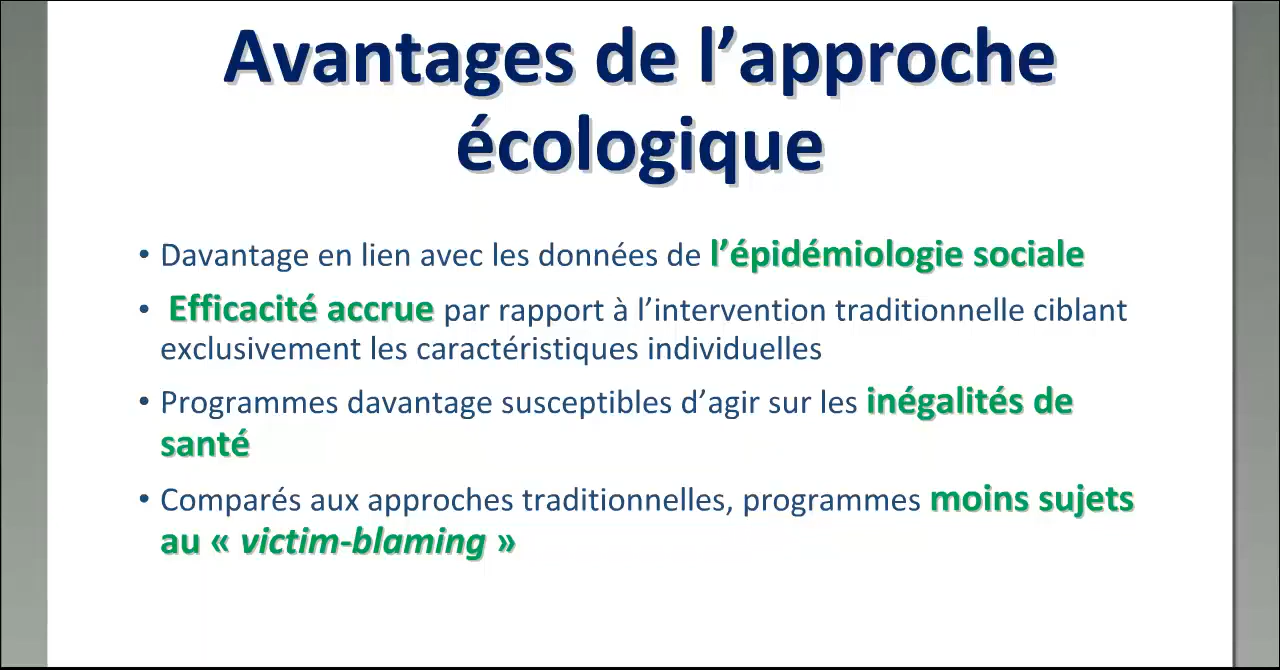 Avantages de l’approche
écologique
• Davantage en lien avec les données de l’épidémiologie sociale
• Efficacité accrue par rapport à l’intervention traditionnelle ciblant
exclusivement les caractéristiques individuelles
• Programmes davantage susceptibles d’agir sur les inégalités de
santé
• Comparés aux approches traditionnelles, programmes moins sujets
au « victim-blaming »